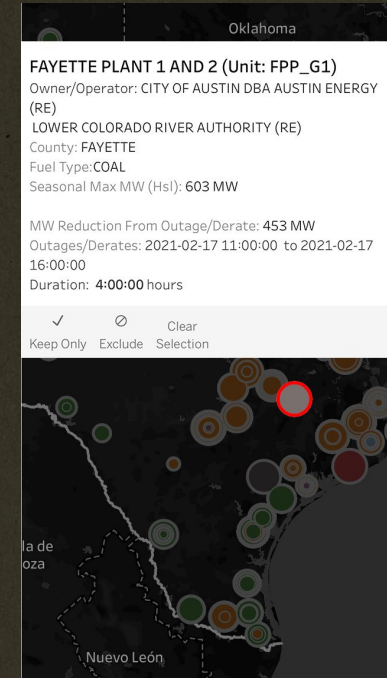 Oklahoma
FAYETTE PLANT 1 AND 2 (Unit: FPP_G1)
Owner/Operator: CITY OF AUSTIN DBA AUSTIN ENERGY
(RE)
LOWER COLORADO RIVER AUTHORITY (RE)
County: FAYETTE
Fuel Type:COAL
Seasonal Max MW (Hsl): 603 MW
MW Reduction From Outage/Derate: 453 MW
Outages/Derates: 2021-02-17 11:00:00 to 2021-02-17
16:00:00
Duration: 4:00:00 hours
Keep Only
Exclude
Clear
Selection
la de
oza
Nuevo León